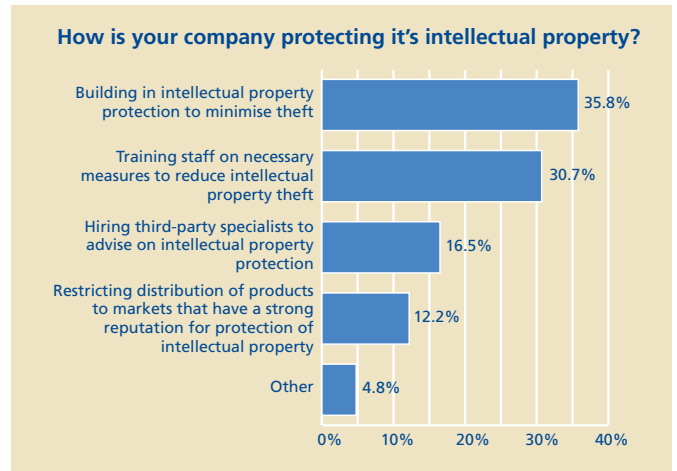 How is your company protecting it's intellectual property?
Building in intellectual property
protection to minimise theft
35.8%
Training staff on necessary
measures to reduce intellectual
property theft
30.7%
Hiring third-party specialists to
advise on intellectual property
protection
16.5%
Restricting distribution of products
to markets that have a strong
reputation for protection of
intellectual property
12.2%
Other
4.8%
0% 10% 20% 30% 40%